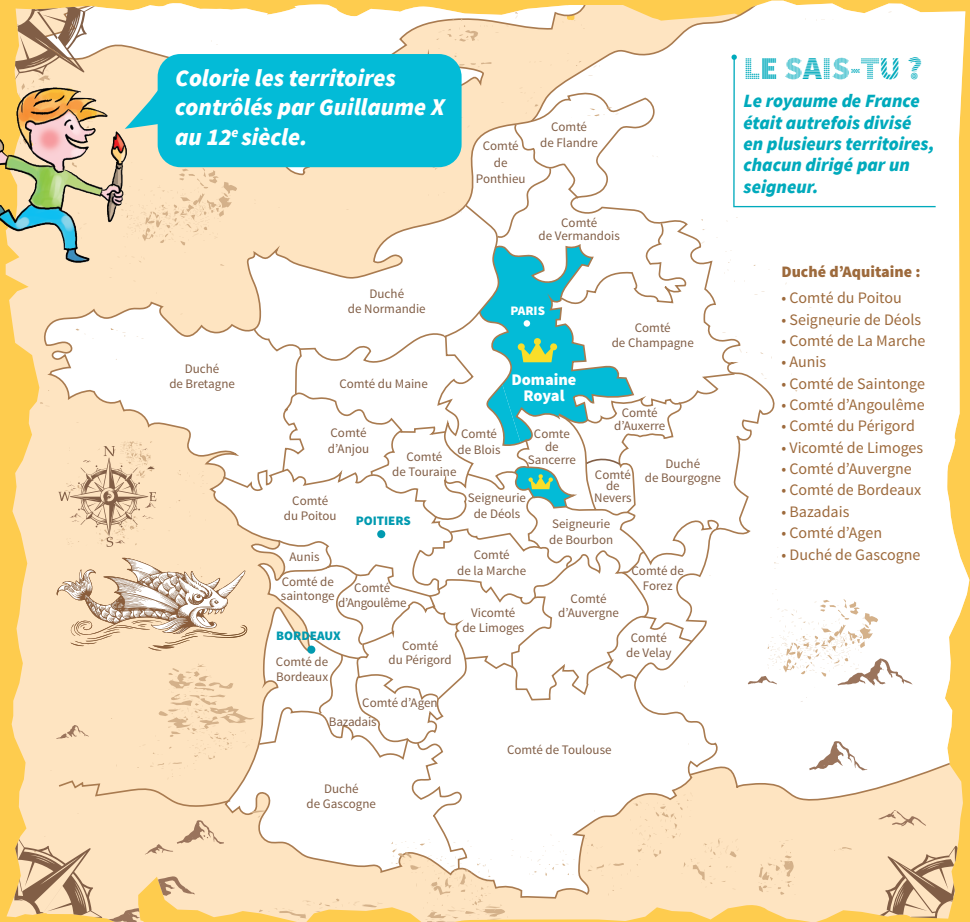 Colorie les territoires
contrôlés par Guillaume X
au 12e siècle.
LE SAIS-TU ?
Le royaume de France
était autrefois divisé
en plusieurs territoires,
chacun dirigé par un
seigneur.
Duché d'Aquitaine :
• Comté du Poitou
• Seigneurie de Déols
• Comté de La Marche
• Aunis
• Comté de Saintonge
• Comté d'Angoulême
• Comté du Périgord
• Vicomté de Limoges
• Comté d'Auvergne
• Comté de Bordeaux
• Bazadais
• Comté d'Agen
• Duché de Gascogne
Comté
de Flandre
Comté
de
Ponthieu
Comté
de Vermandois
Duché
de Normandie
PARIS
Comté
de Champagne
Domaine
Royal
Duché
de Bretagne
Comté du Maine
Comté
d'Auxerre
Comté
d'Anjou
Comté
de Blois
Comte
de
Sancerre
Comté
de Touraine
Comté
de
Nevers
Duché
de Bourgogne
Comté
du Poitou
POITIERS
Seigneurie
de Déols
Seigneurie
de Bourbon
Aunis
Comté
de la Marche
Comté de
Forez
Comté de
saintonge
Comté
d'Angoulême
Vicomté
de Limoges
Comté
d'Auvergne
BORDEAUX
Comté de
Bordeaux
Comté
du Périgord
Comté
de Velay
Comté d'Agen
Bazadais
Comté de Toulouse
Duché
de Gascogne
N
W
E
S